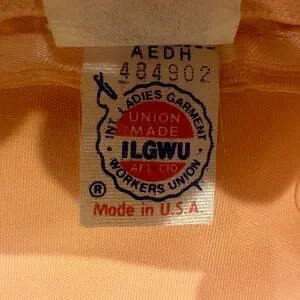 AEDH
484902
INT. LADIES GARMENT
UNION
MADE
ILGWU
AFL CIO
WORKERS UNION
®
Made in U.S.A.